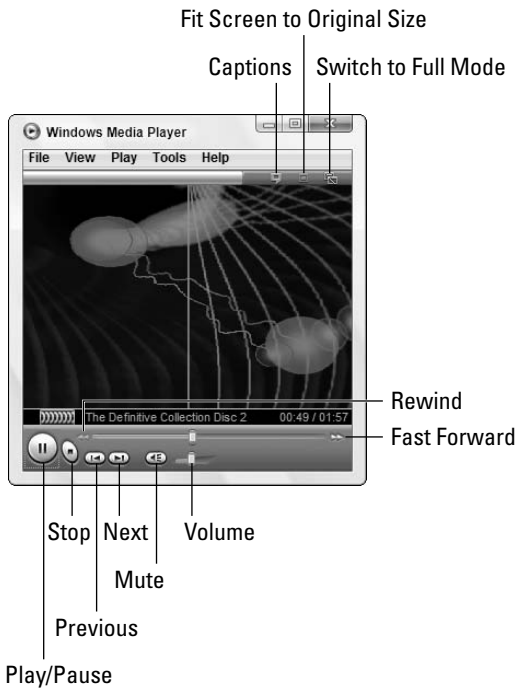 Fit Screen to Original Size
Captions Switch to Full Mode
Windows Media Player
File View Play Tools Help
The Definitive Collection Disc 2 00:49 / 01:57
Rewind
Fast Forward
Stop Next Volume
Mute
Previous
Play/Pause